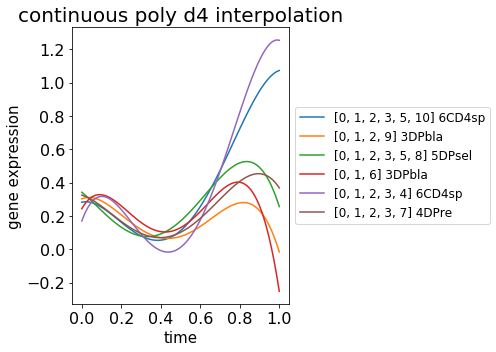 continuous poly d4 interpolation
gene expression
1.2
1.0
0.8
0.6
0.4
0.2
0.0
−0.2
0.0 0.2 0.4 0.6 0.8 1.0
time
[0, 1, 2, 3, 5, 10] 6CD4sp
[0, 1, 2, 9] 3DPbla
[0, 1, 2, 3, 5, 8] 5DPsel
[0, 1, 6] 3DPbla
[0, 1, 2, 3, 4] 6CD4sp
[0, 1, 2, 3, 7] 4DPre